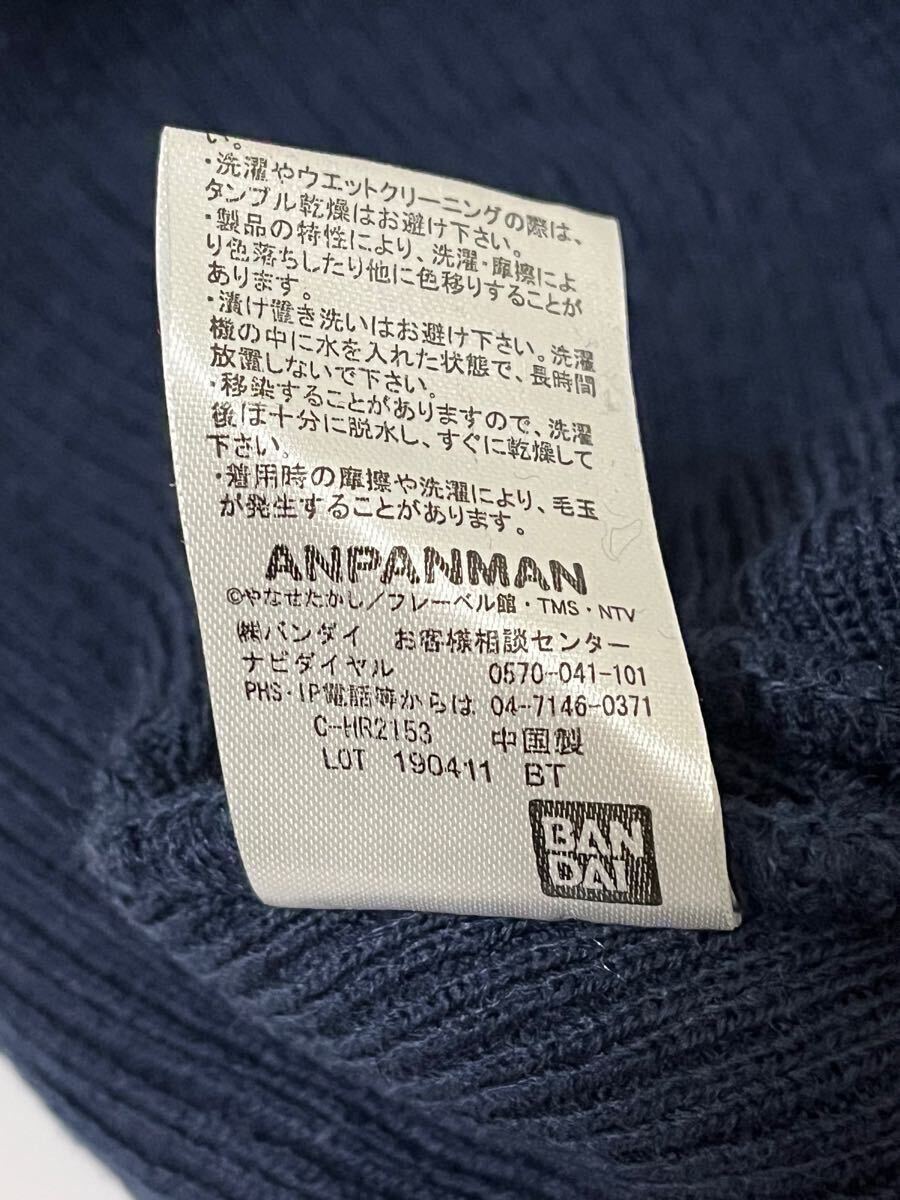 い。
・洗濯やウエットクリーニングの際は、
タンブル乾燥はお避け下さい。
・製品の特性により、洗濯・摩擦によ
り色落ちしたり他に色移りすることが
あります。
・漬け置き洗いはお避け下さい。洗濯
機の中に水を入れた状態で、長時間
放置しないで下さい。
・移染することがありますので、洗濯
後は十分に脱水し、すぐに乾燥して
下さい。
・着用時の摩擦や洗濯により、毛玉
が発生することがあります。
ANPANMAN
©やなせたかし/フレーベル館・TMS・NTV
㈱バンダイ お客様相談センター
ナビダイヤル 0570-041-101
PHS・IP電話等からは 04-7146-0371
C-HR2153 中国製
LOT 190411 BT
BAN
DAI